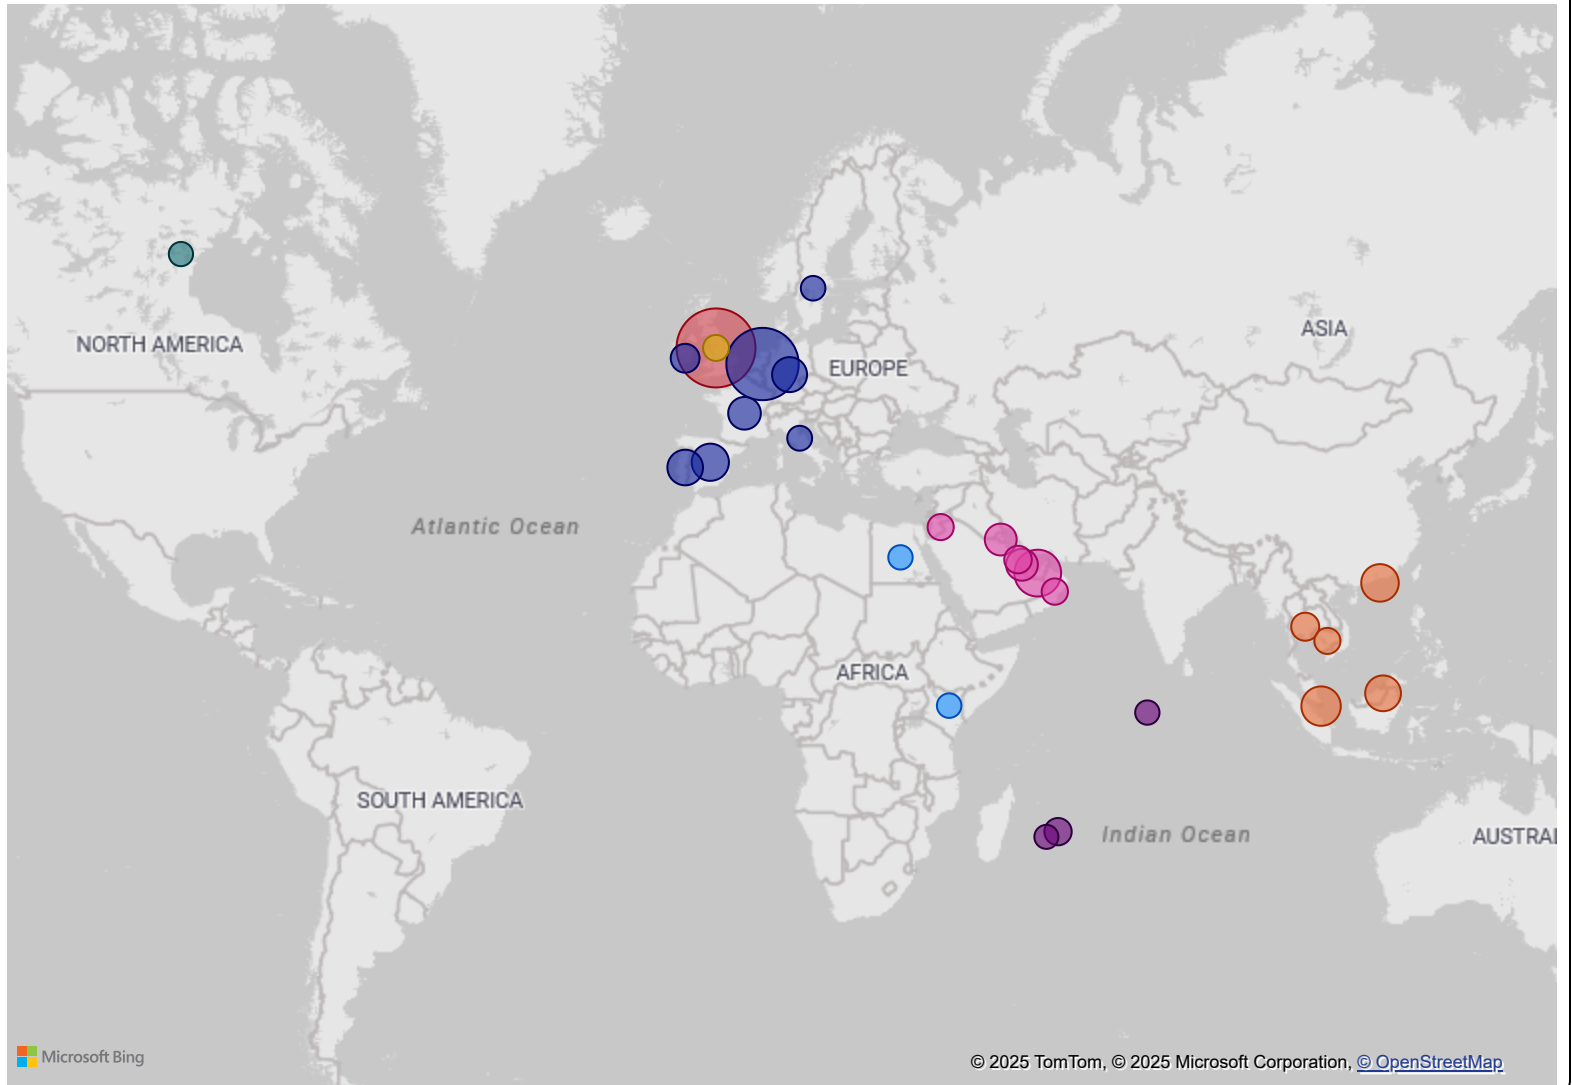 ASIA
NORTH AMERICA
EUROPE
Atlantic Ocean
AFRICA
SOUTH AMERICA
Indian Ocean
AUSTRAL
Microsoft Bing
© 2025 TomTom, © 2025 Microsoft Corporation, © OpenStreetMap